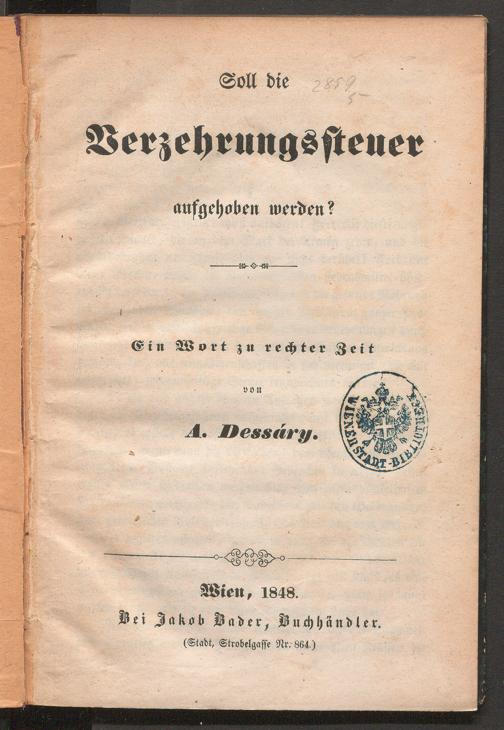 Soll die
2859
5
Verzehrungssteuer
aufgehoben werden?
Ein Wort zu rechter Zeit
von
A. Dessáry.
WIENER STADT-BIBLIOTHEK
Wien, 1848.
Bei Jakob Bader, Buchhändler.
(Stadt, Strobelgasse Nr. 864.)